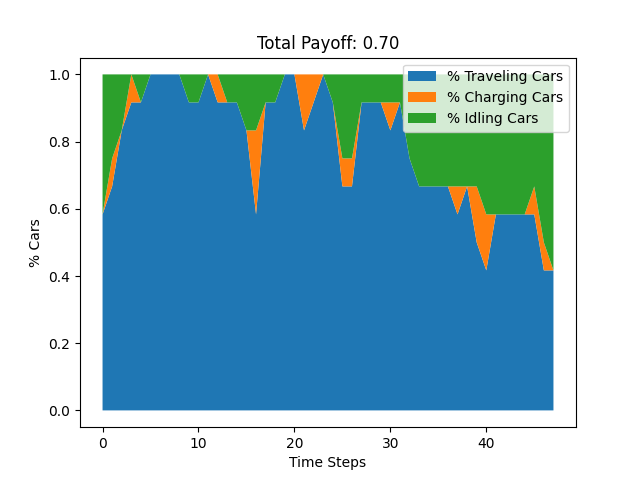 Total Payoff: 0.70
% Traveling Cars
% Charging Cars
% Idling Cars
1.0
0.8
0.6
0.4
0.2
0.0
% Cars
0 10 20 30 40
Time Steps